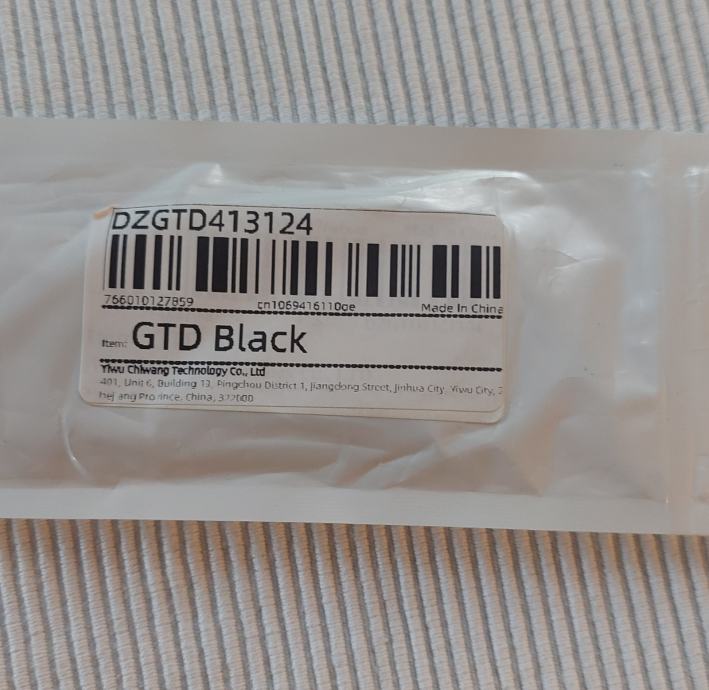 DZGTD413124
766010127859 cn1069416110oe Made In China
Item: GTD Black
Yiwu Chiwang Technology Co., Ltd
401, Unit 6, Building 13, Pingchou District 1, Jiangdong Street, Jinhua City, Yiwu City, Z
hejiang Province, China, 322000